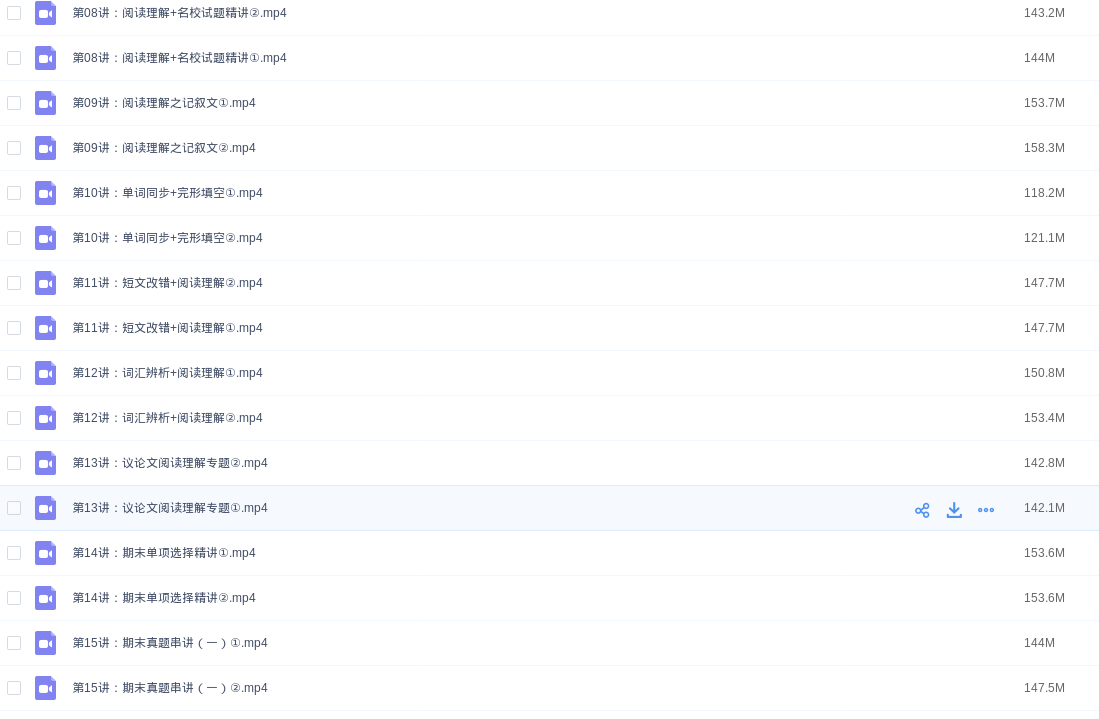 第08讲：阅读理解+名校试题精讲②.mp4 143.2M
第08讲：阅读理解+名校试题精讲①.mp4 144M
第09讲：阅读理解之记叙文①.mp4 153.7M
第09讲：阅读理解之记叙文②.mp4 158.3M
第10讲：单词同步+完形填空①.mp4 118.2M
第10讲：单词同步+完形填空②.mp4 121.1M
第11讲：短文改错+阅读理解②.mp4 147.7M
第11讲：短文改错+阅读理解①.mp4 147.7M
第12讲：词汇辨析+阅读理解①.mp4 150.8M
第12讲：词汇辨析+阅读理解②.mp4 153.4M
第13讲：议论文阅读理解专题②.mp4 142.8M
第13讲：议论文阅读理解专题①.mp4 142.1M
第14讲：期末单项选择精讲①.mp4 153.6M
第14讲：期末单项选择精讲②.mp4 153.6M
第15讲：期末真题串讲（一）①.mp4 144M
第15讲：期末真题串讲（一）②.mp4 147.5M